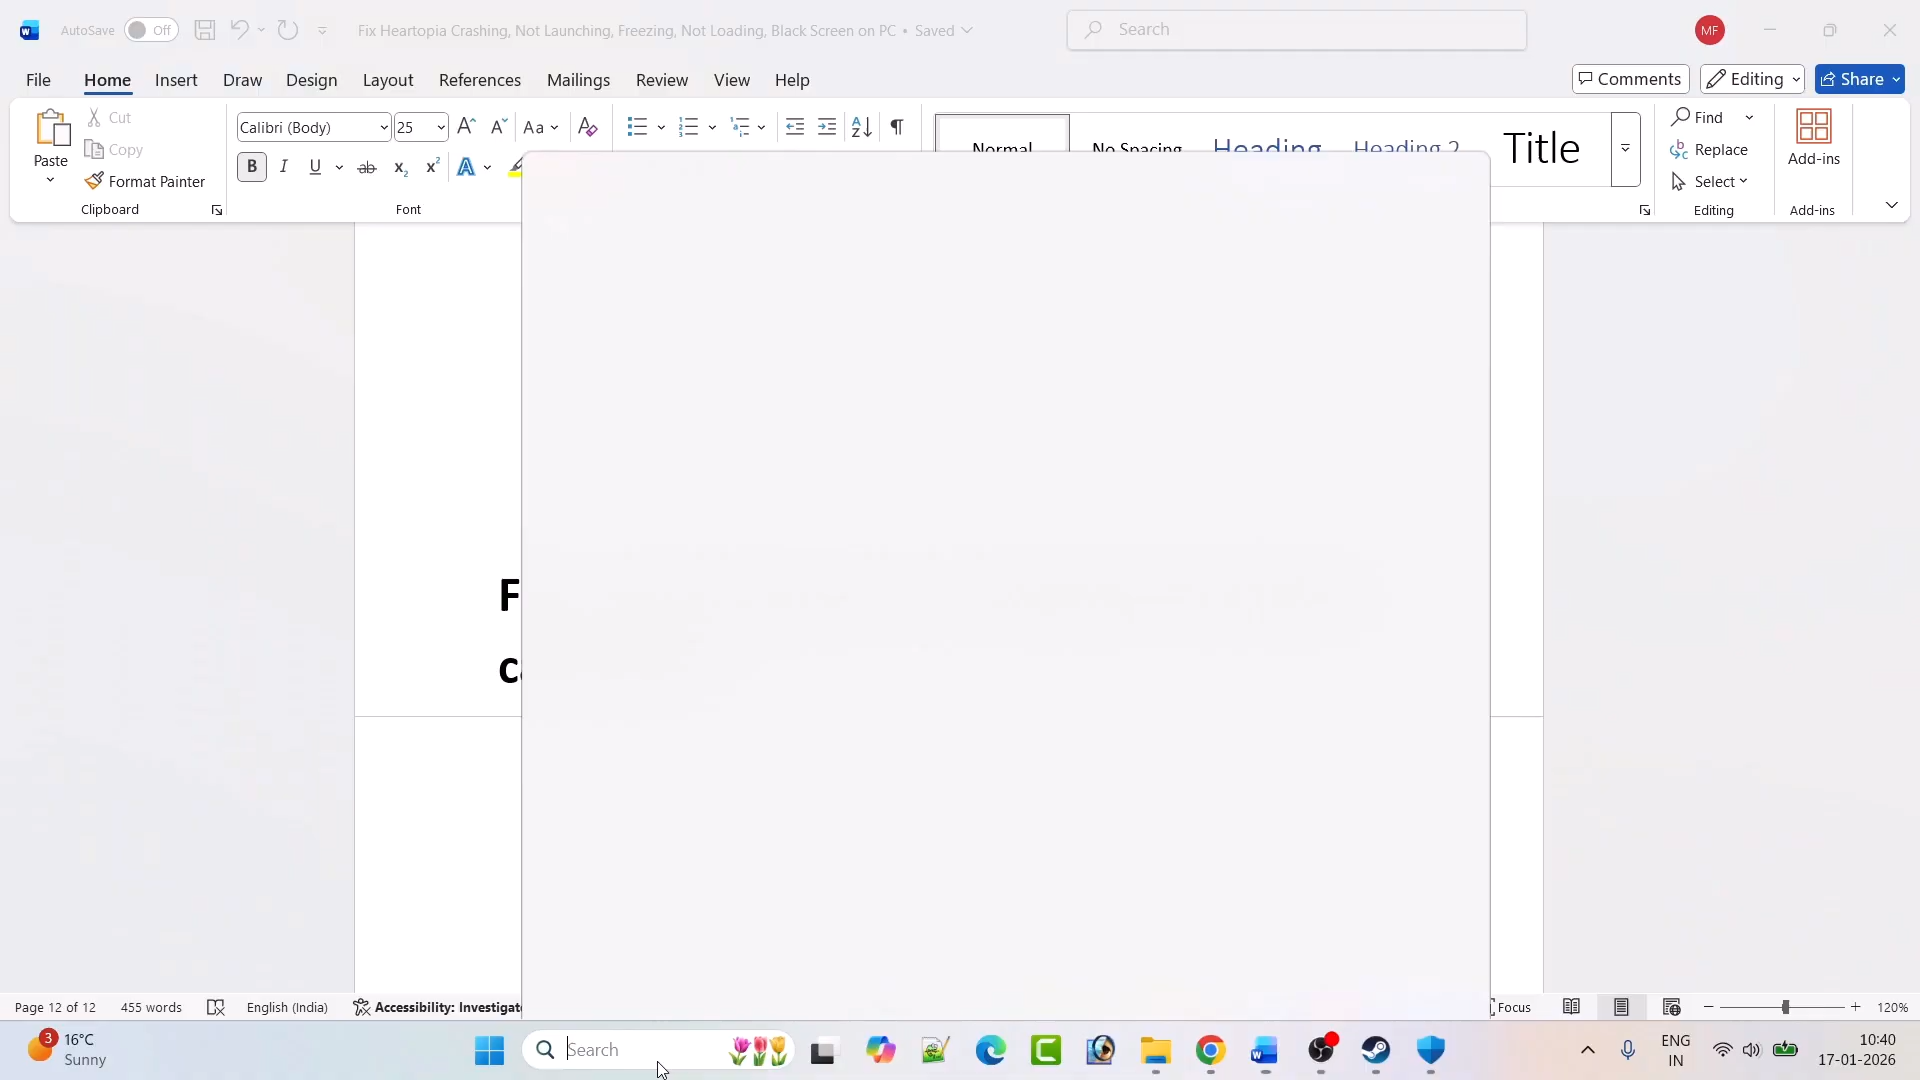 AutoSave Off Fix Heartopia Crashing, Not Launching, Freezing, Not Loading, Black Screen on PC • Saved Search MF
File Home Insert Draw Design Layout References Mailings Review View Help Comments Editing Share
Paste Cut Copy Format Painter
Calibri (Body) 25 Aa
B I U ab x₂ x² A
Normal No Spacing Heading Heading 2 Title
Find Replace Select
Add-ins
Clipboard Font Editing Add-ins
F
c
Page 12 of 12 455 words English (India) Accessibility: Investigat Focus 120%
3 16°C Sunny Search ENG IN 10:40 17-01-2026